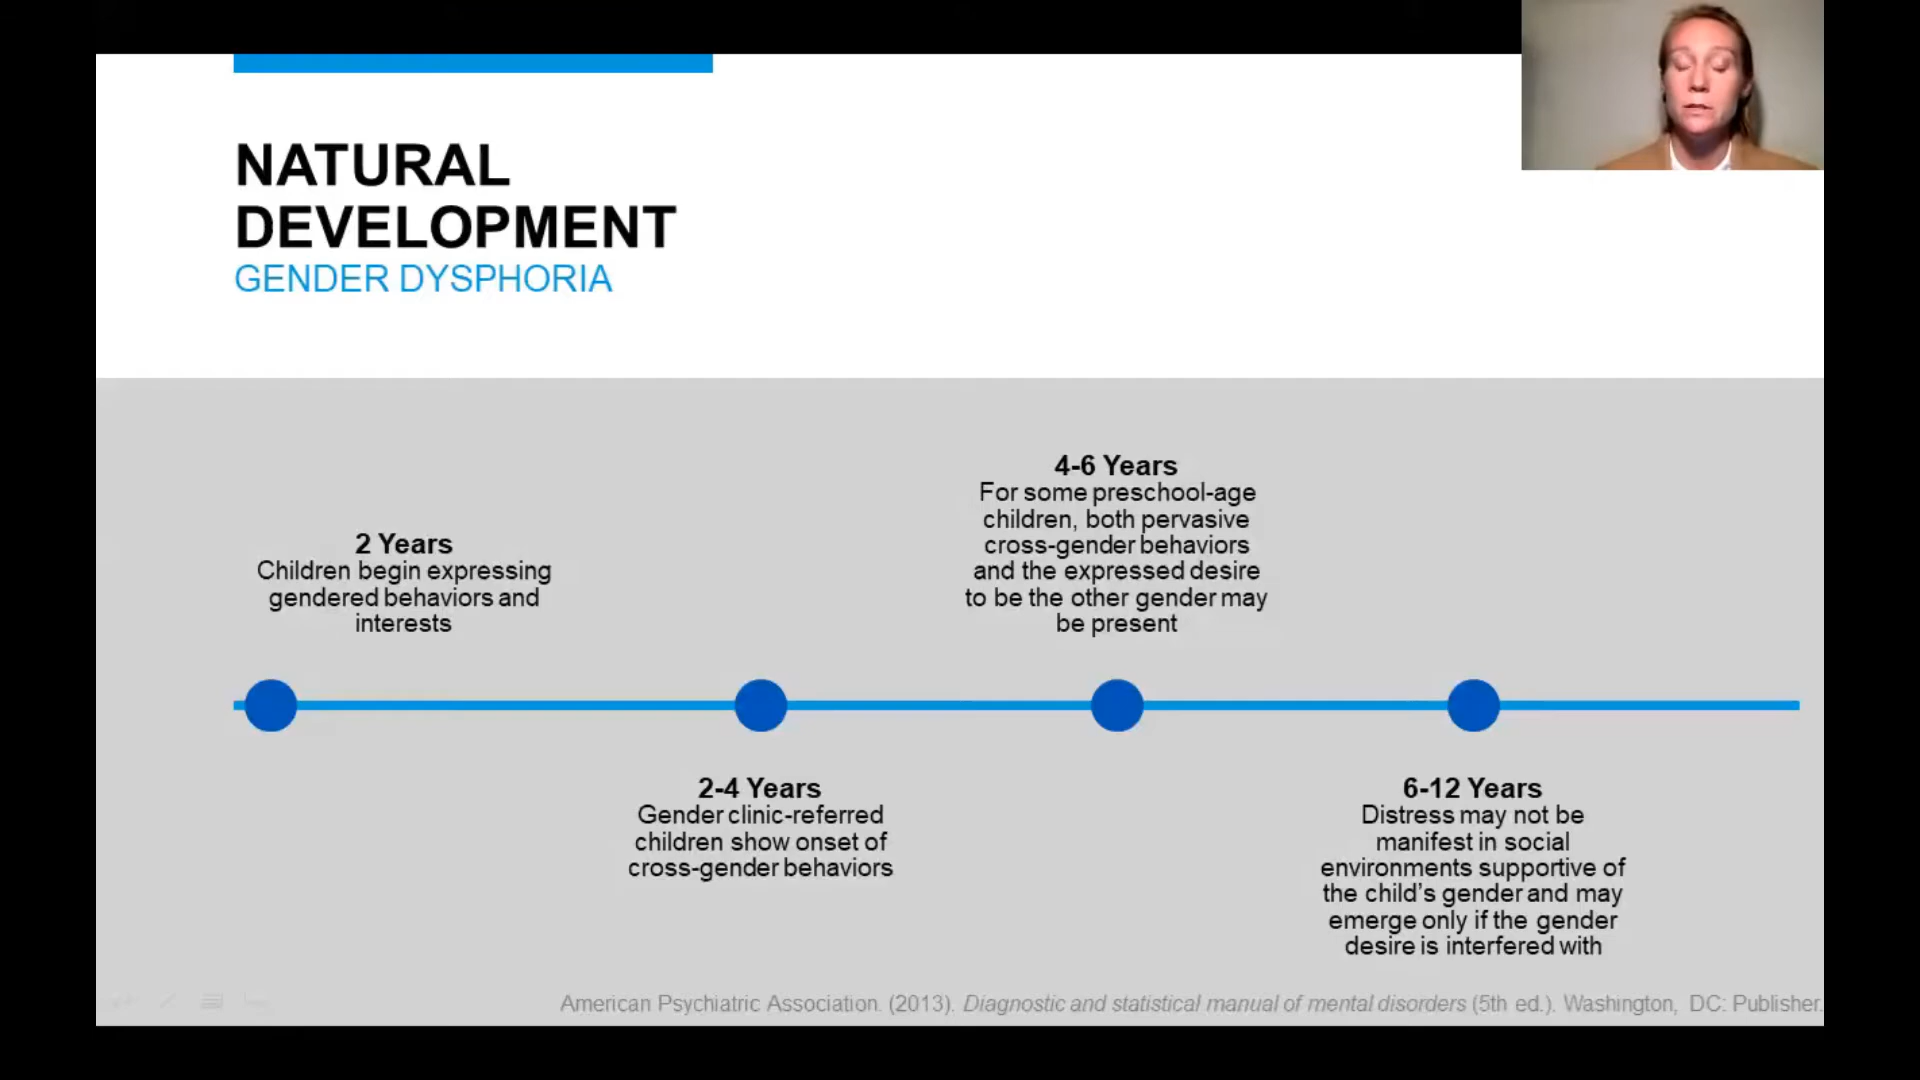 NATURAL
DEVELOPMENT
GENDER DYSPHORIA
2 Years
Children begin expressing
gendered behaviors and
interests
2-4 Years
Gender clinic-referred
children show onset of
cross-gender behaviors
4-6 Years
For some preschool-age
children, both pervasive
cross-gender behaviors
and the expressed desire
to be the other gender may
be present
6-12 Years
Distress may not be
manifest in social
environments supportive of
the child’s gender and may
emerge only if the gender
desire is interfered with
American Psychiatric Association. (2013). Diagnostic and statistical manual of mental disorders (5th ed.). Washington, DC: Publisher.